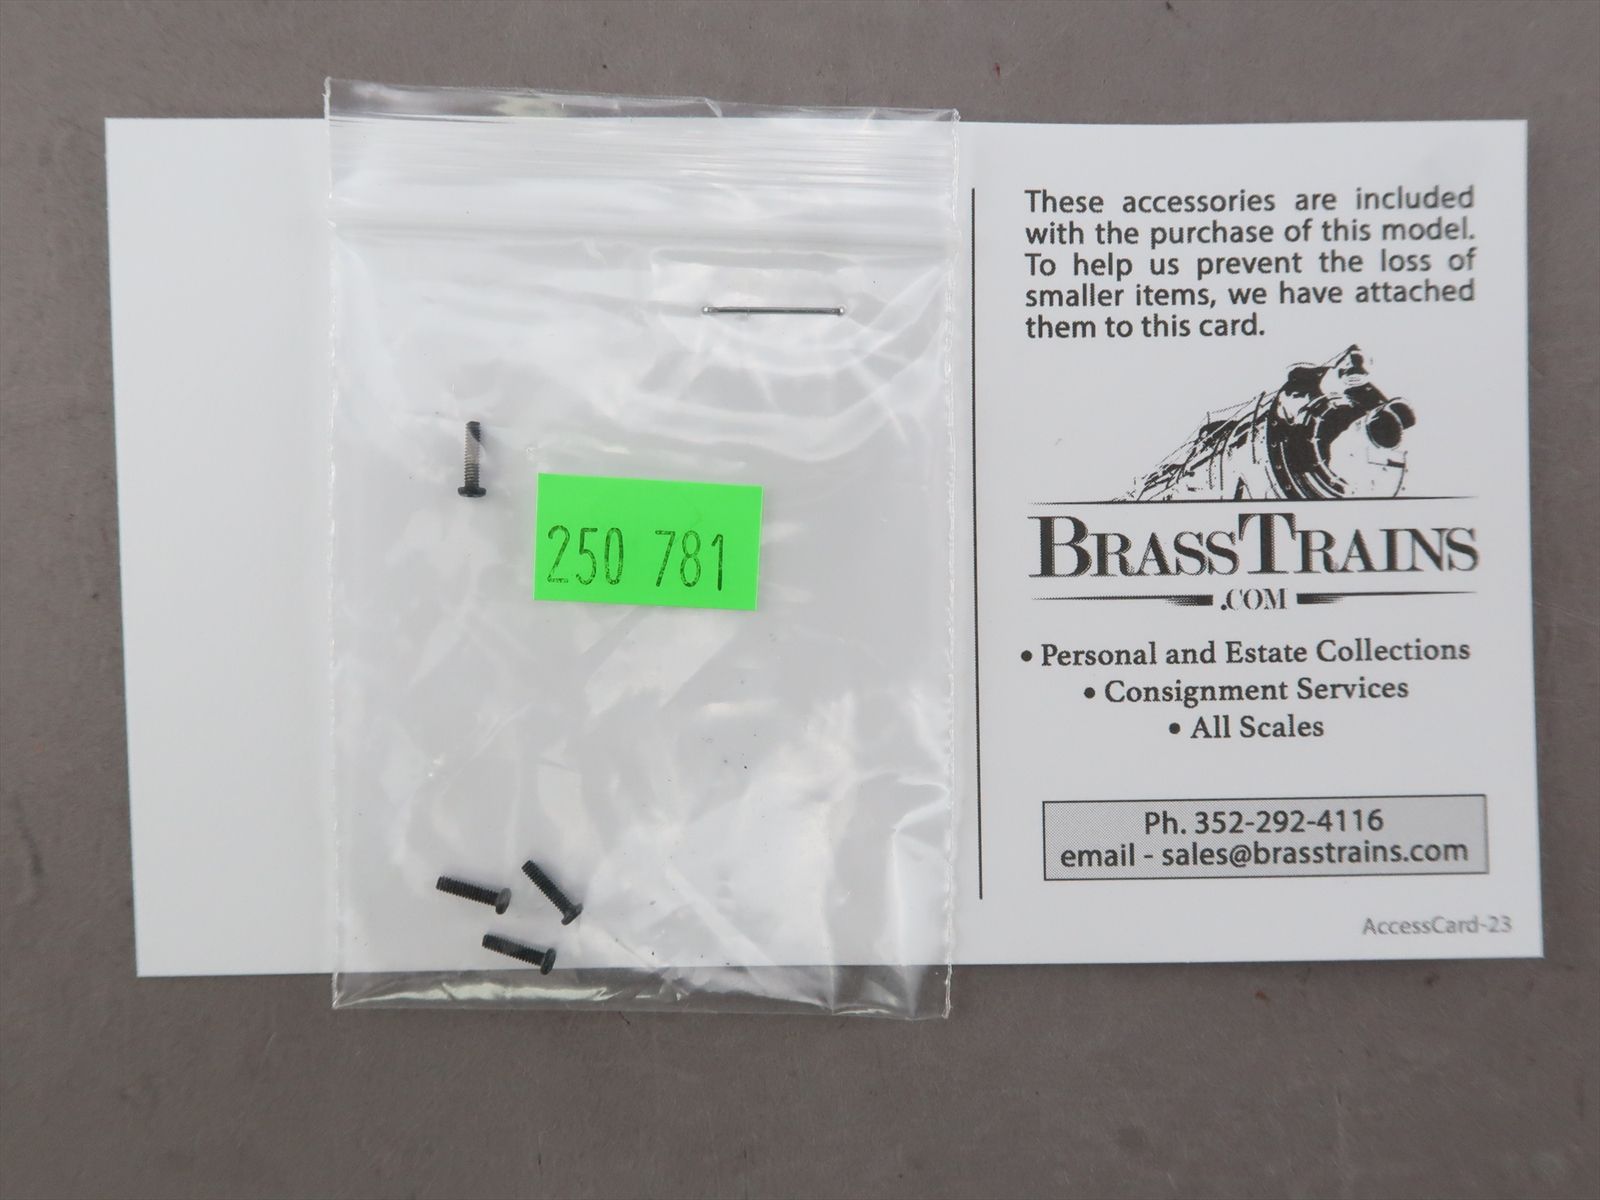 250 781
These accessories are included
with the purchase of this model.
To help us prevent the loss of
smaller items, we have attached
them to this card.
BRASSTRAINS
.COM
• Personal and Estate Collections
• Consignment Services
• All Scales
Ph. 352-292-4116
email - sales@brasstrains.com
AccessCard-23